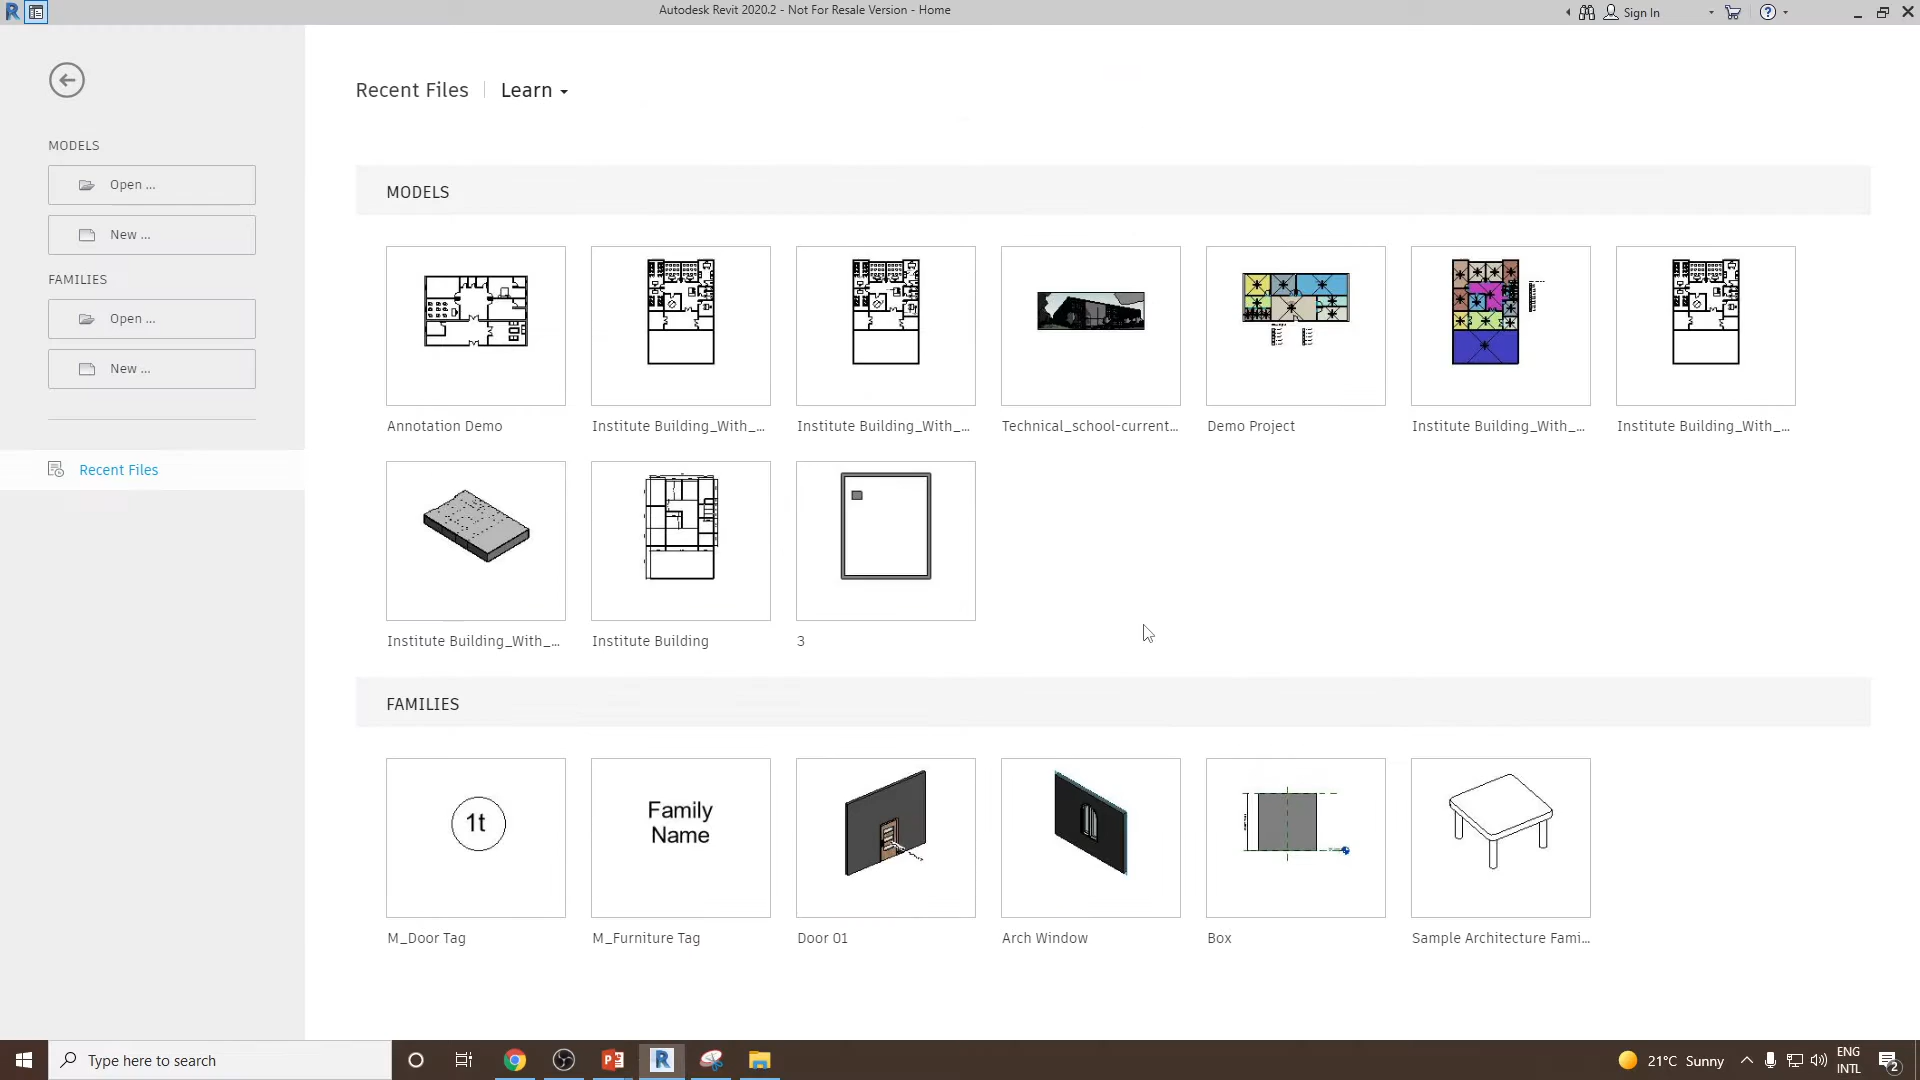 Autodesk Revit 2020.2 - Not For Resale Version - Home
Sign In
Recent Files
Learn
MODELS
Open ...
New ...
FAMILIES
Open ...
New ...
Recent Files
MODELS
Annotation Demo
Institute Building_With_...
Institute Building_With_...
Technical_school-current...
Demo Project
Institute Building_With_...
Institute Building_With_...
Institute Building_With_...
Institute Building
3
FAMILIES
1t
Family
Name
M_Door Tag
M_Furniture Tag
Door 01
Arch Window
Box
Sample Architecture Fami...
Type here to search
21°C Sunny
ENG
INTL
2